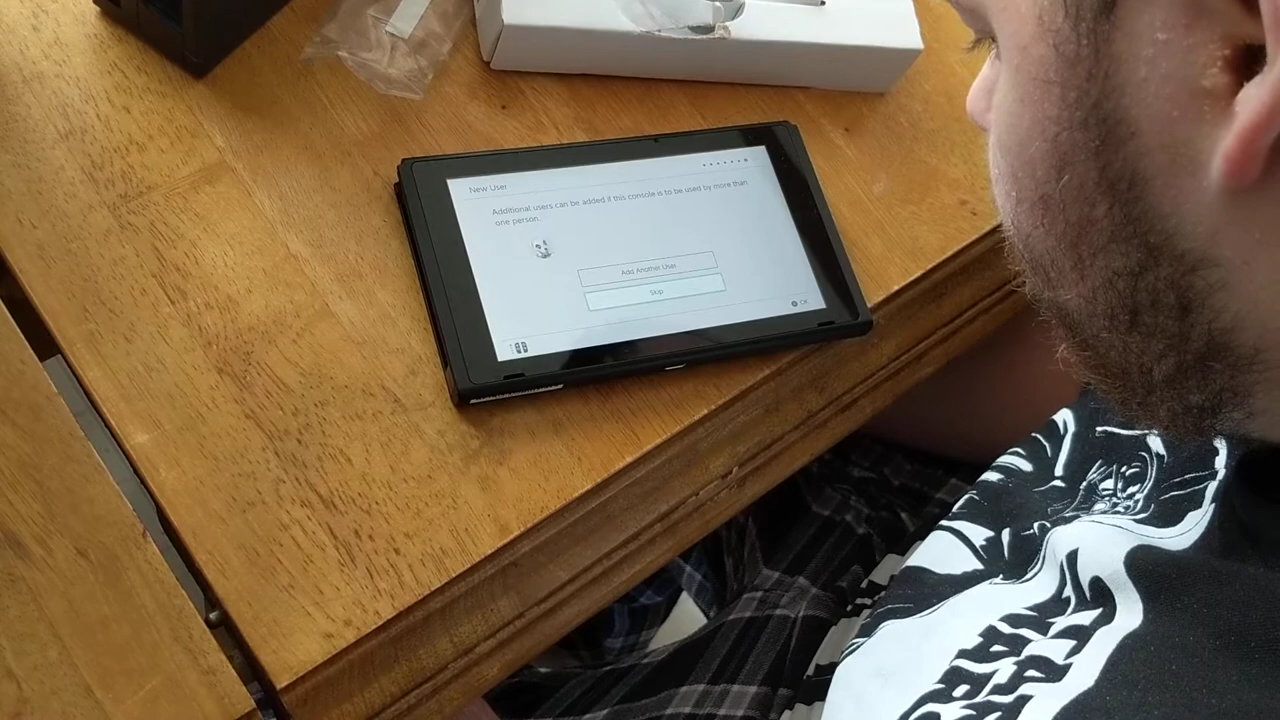 New User
Additional users can be added if this console is to be used by more than
one person.
Add Another User
Skip
OK
STAR